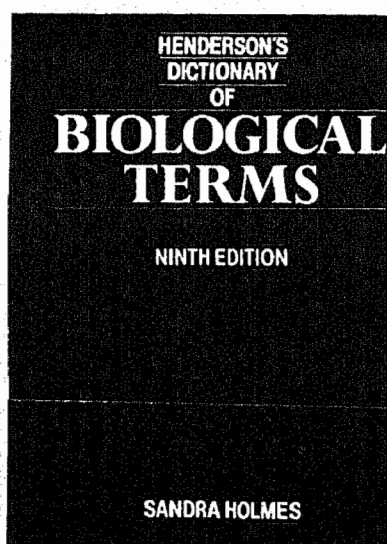 HENDERSON'S
DICTIONARY
OF
BIOLOGICAL
TERMS
NINTH EDITION
SANDRA HOLMES